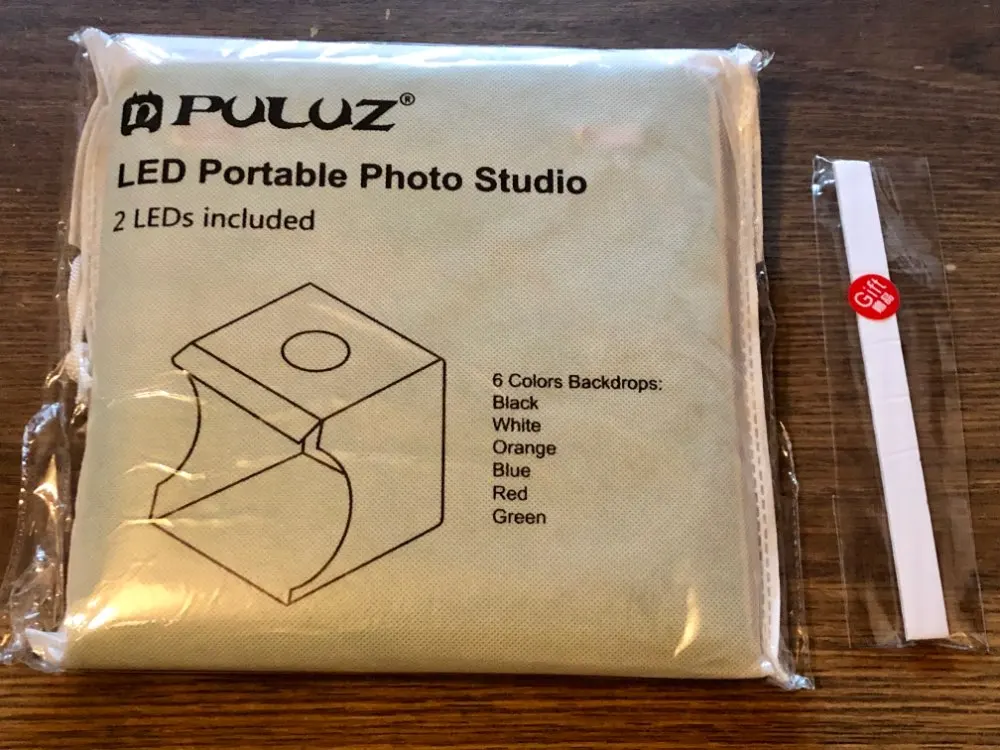 PULUZ®
LED Portable Photo Studio
2 LEDs included
6 Colors Backdrops:
Black
White
Orange
Blue
Red
Green
Gift